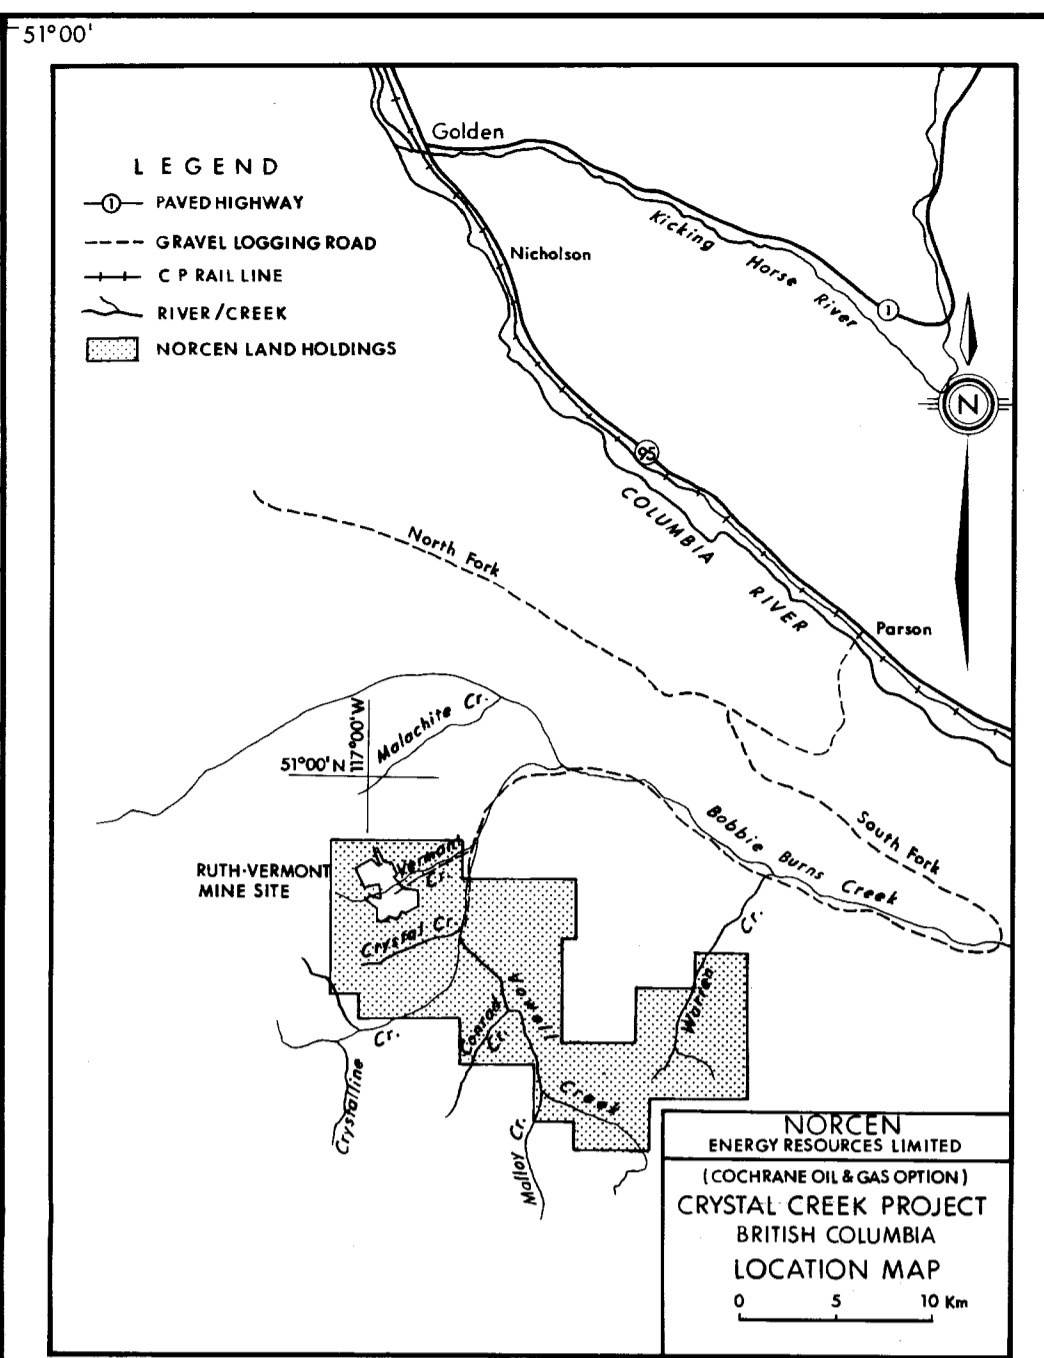 51°00'
LEGEND
1 PAVED HIGHWAY
GRAVEL LOGGING ROAD
C P RAIL LINE
RIVER/CREEK
NORCEN LAND HOLDINGS
Golden
Nicholson
Kicking Horse River
1
N
95
COLUMBIA RIVER
North Fork
Parson
Malachite Cr.
117°00'W
51°00'N
Bobbie Burns Creek
South Fork
RUTH-VERMONT
MINE SITE
Vermont
Cr.
Crystal Cr.
Warren Cr.
Conrad
Cr.
Crystalline Cr.
Malloy Cr.
Creek
NORCEN
ENERGY RESOURCES LIMITED
(COCHRANE OIL & GAS OPTION)
CRYSTAL CREEK PROJECT
BRITISH COLUMBIA
LOCATION MAP
0 5 10 Km